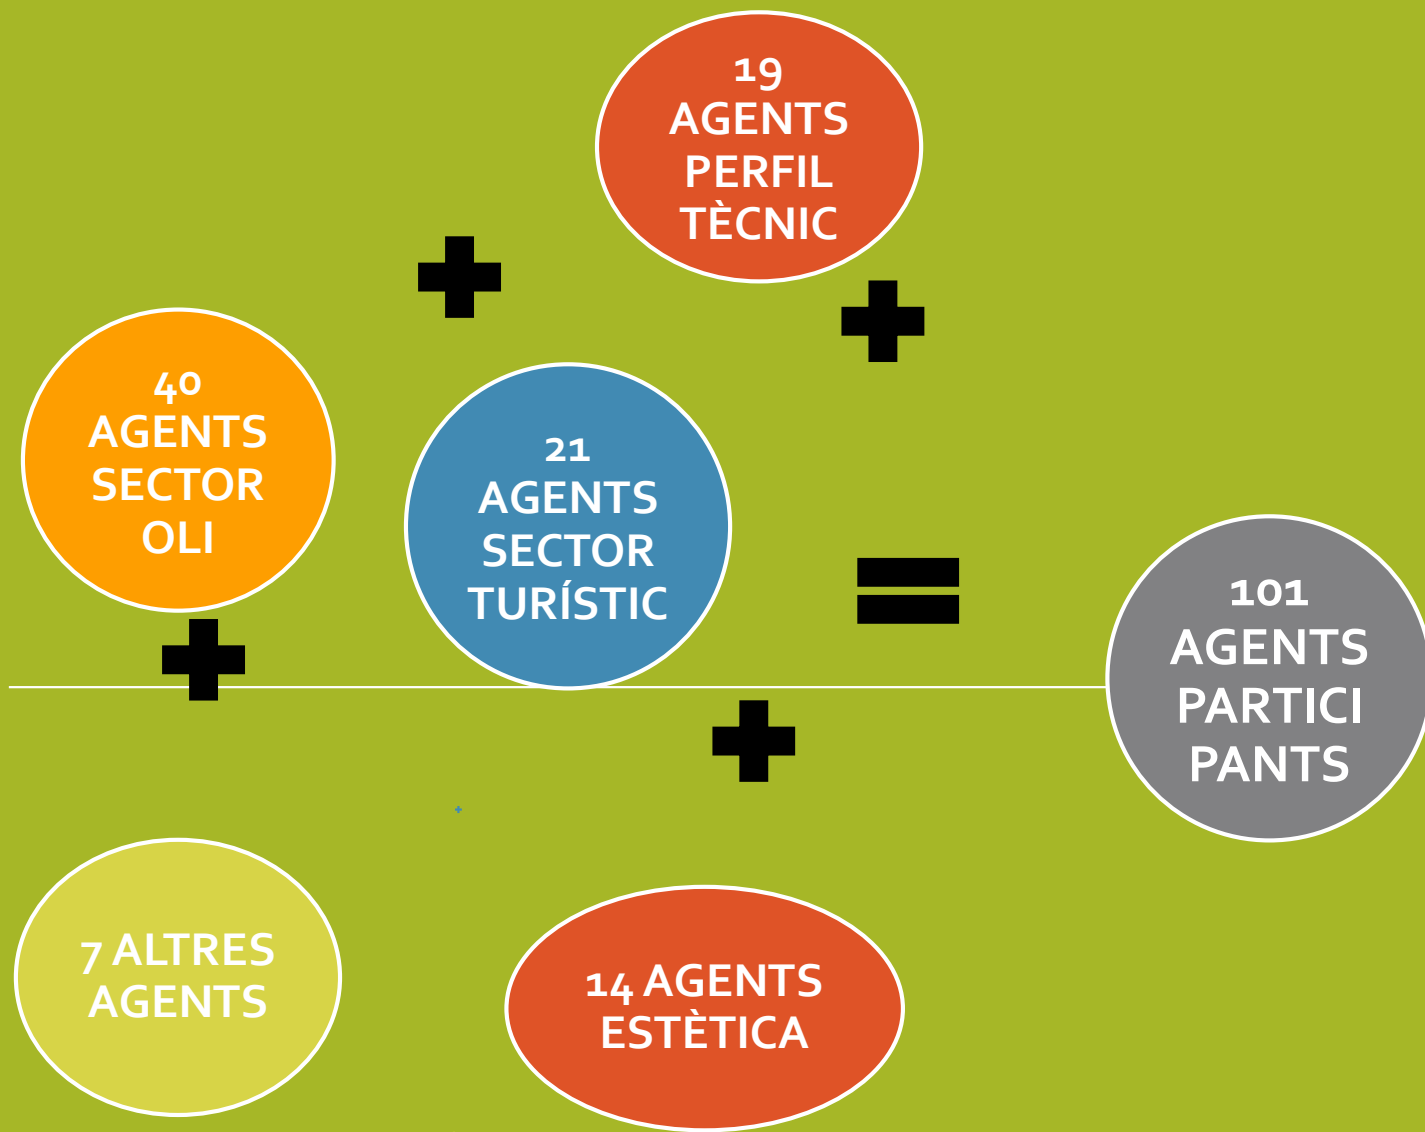 19
AGENTS
PERFIL
TÈCNIC
40
AGENTS
SECTOR
OLI
21
AGENTS
SECTOR
TURÍSTIC
101
AGENTS
PARTICI
PANTS
7 ALTRES
AGENTS
14 AGENTS
ESTÈTICA